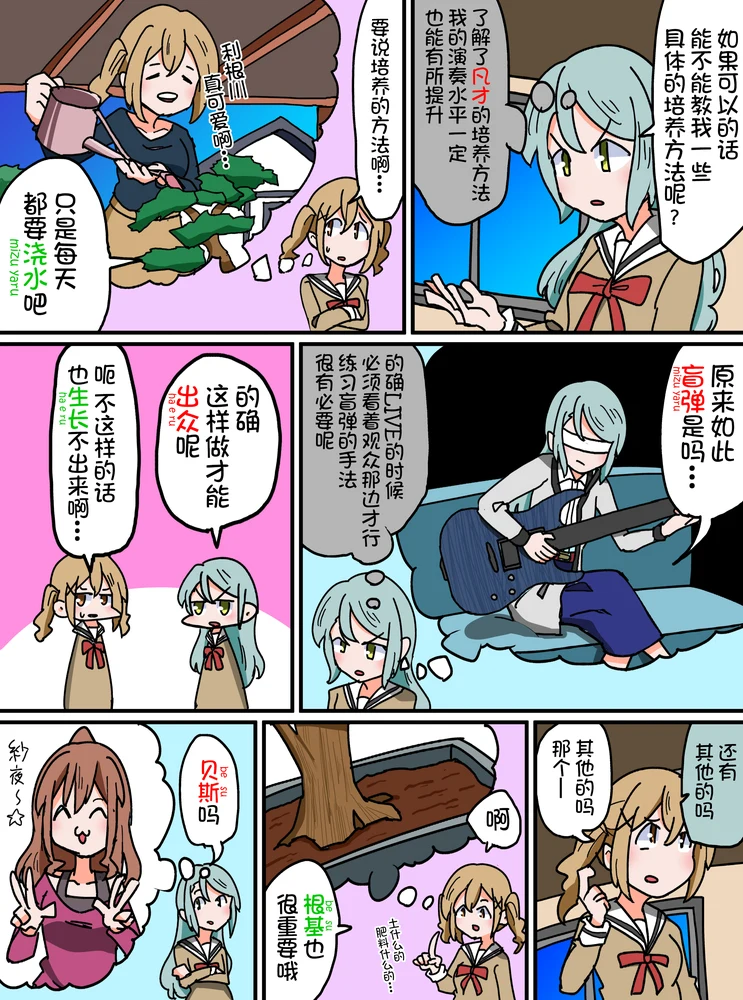 如果可以的话
能不能教我一些
具体的培养方法呢？
了解了凡才的培养方法
我的演奏水平一定
也能有所提升
要说培养的方法啊…
利根川
真可爱啊…
只是每天
都要浇水吧
mizu yaru
原来如此
盲弹是吗…
mizu yaru
的确LIVE的时候
必须看着观众那边才行
练习盲弹的手法
很有必要呢
的确
这样做才能
出众呢
ha e ru
呃 不这样的话
也生长不出来啊…
ha e ru
还有
其他的吗
其他的吗
那个—
啊
土什么的
肥料什么的…
根基也
很重要哦
be su
贝斯吗
be su
纱夜～☆